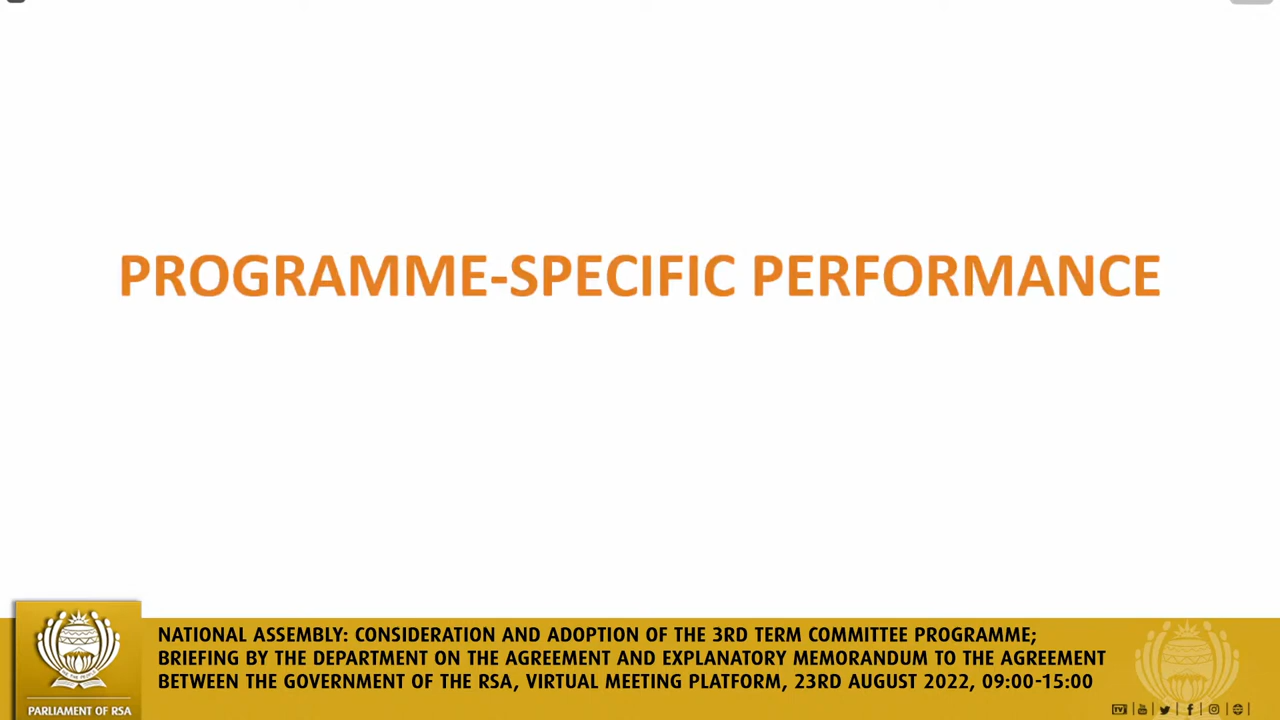 PROGRAMME-SPECIFIC PERFORMANCE
NATIONAL ASSEMBLY: CONSIDERATION AND ADOPTION OF THE 3RD TERM COMMITTEE PROGRAMME;
BRIEFING BY THE DEPARTMENT ON THE AGREEMENT AND EXPLANATORY MEMORANDUM TO THE AGREEMENT
BETWEEN THE GOVERNMENT OF THE RSA, VIRTUAL MEETING PLATFORM, 23RD AUGUST 2022, 09:00-15:00
PARLIAMENT OF RSA